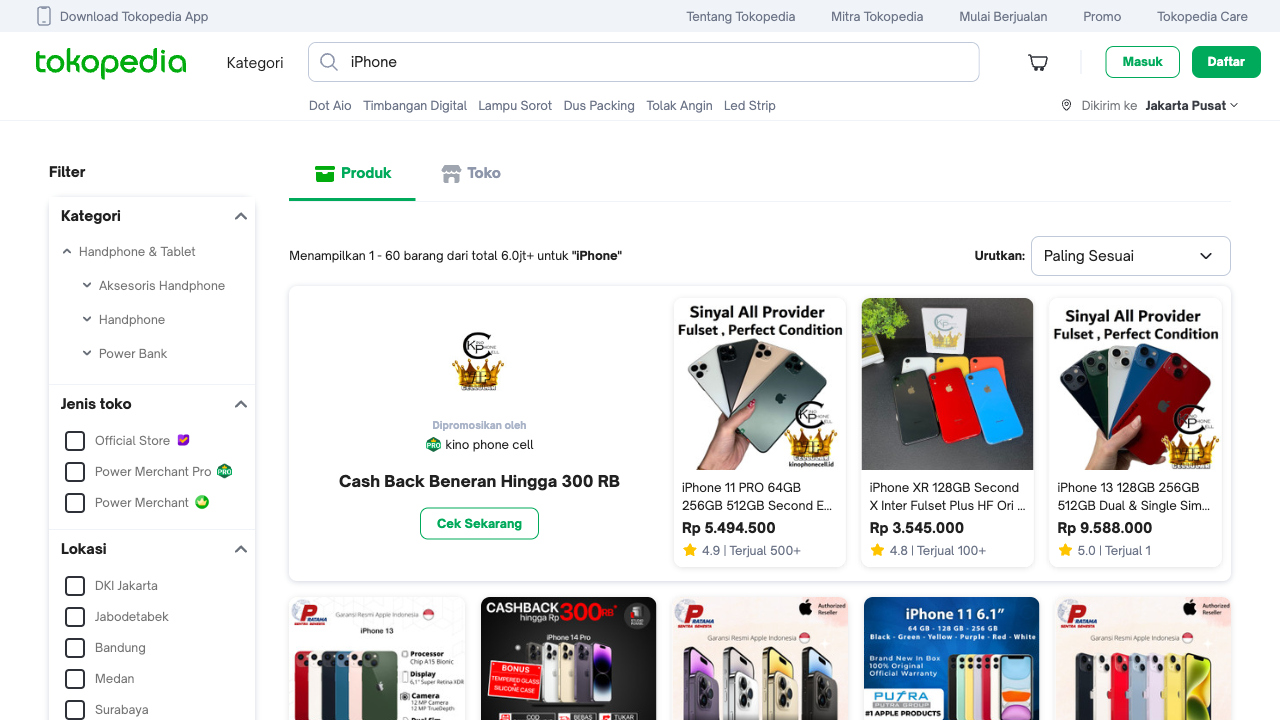 Download Tokopedia App
Tentang Tokopedia
Mitra Tokopedia
Mulai Berjualan
Promo
Tokopedia Care
tokopedia
Kategori
iPhone
Masuk
Daftar
Dot Aio
Timbangan Digital
Lampu Sorot
Dus Packing
Tolak Angin
Led Strip
Dikirim ke Jakarta Pusat
Filter
Kategori
Handphone & Tablet
Aksesoris Handphone
Handphone
Power Bank
Jenis toko
Official Store
Power Merchant Pro PRO
Power Merchant
Lokasi
DKI Jakarta
Jabodetabek
Bandung
Medan
Surabaya
Produk
Toko
Menampilkan 1 - 60 barang dari total 6.0jt+ untuk "iPhone"
Urutkan:
Paling Sesuai
Dipromosikan oleh
PRO kino phone cell
Cash Back Beneran Hingga 300 RB
Cek Sekarang
Sinyal All Provider
Fulset , Perfect Condition
kinophonecell.id
iPhone 11 PRO 64GB
256GB 512GB Second E...
Rp 5.494.500
4.9 | Terjual 500+
iPhone XR 128GB Second
X Inter Fulset Plus HF Ori ...
Rp 3.545.000
4.8 | Terjual 100+
Sinyal All Provider
Fulset , Perfect Condition
iPhone 13 128GB 256GB
512GB Dual & Single Sim...
Rp 9.588.000
5.0 | Terjual 1
PRATAMA
Garansi Resmi Apple Indonesia
iPhone 13
Processor
Chip A15 Bionic
Display
6,1" Super Retina XDR
Camera
12 MP Camera
12 MP TrueDepth
CASHBACK 300RB*
hingga Rp
iPhone 14 Pro
BONUS
TEMPERED GLASS
SILICONE CASE
COD
BEBAS
TUKAR
PRATAMA
Authorized
Reseller
Garansi Resmi Apple Indonesia
iPhone 11 6.1”
64 GB - 128 GB - 256 GB
Black - Green - Yellow - Purple - Red - White
Brand New In Box
100% Original
Official Warranty
PUTRA
PUTRA GROUP
#1 APPLE PRODUCTS
PRATAMA
Authorized
Reseller
Garansi Resmi Apple Indonesia